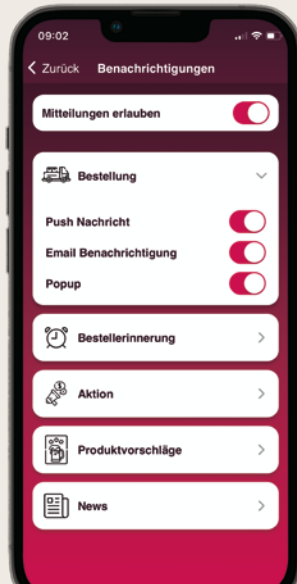 09:02
Zurück Benachrichtigungen
Mitteilungen erlauben
Bestellung
Push Nachricht
Email Benachrichtigung
Popup
Bestellerinnerung
Aktion
Produktvorschläge
News